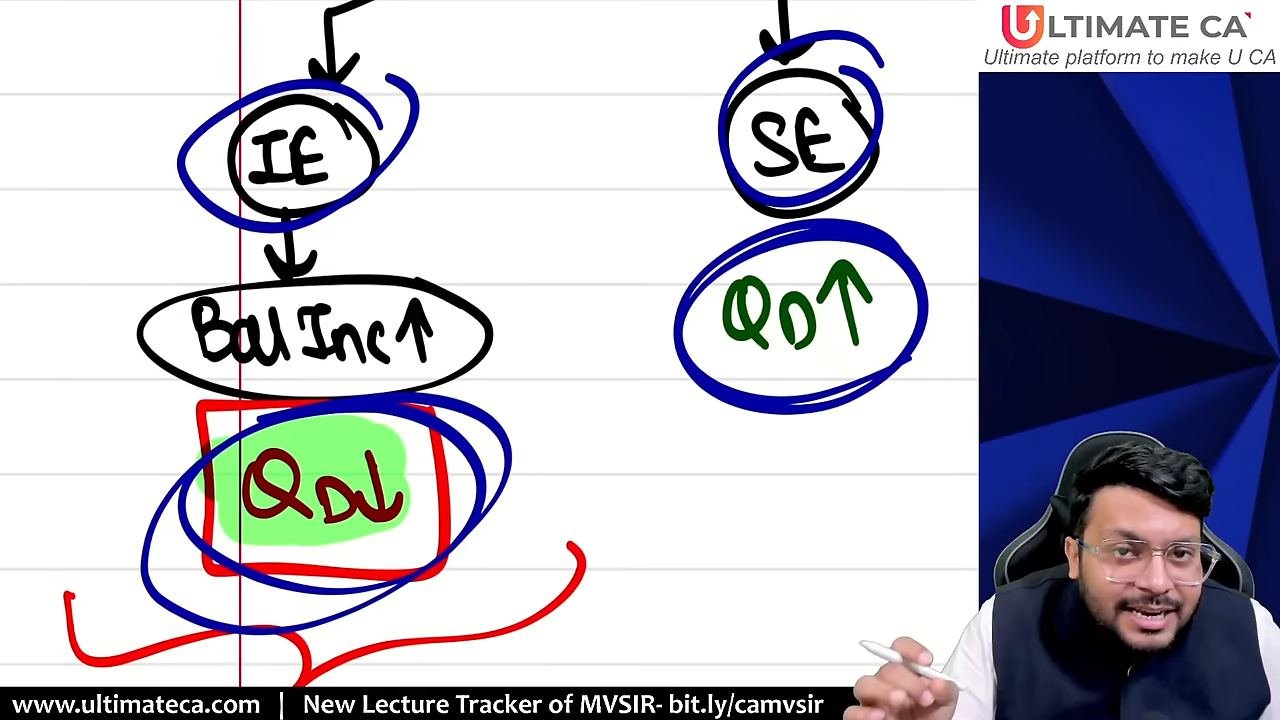 ULTIMATE CA
Ultimate platform to make U CA
IE
SE
Bal Inc ↑
QD ↑
QD ↓
www.ultimateca.com | New Lecture Tracker of MVSIR- bit.ly/camvsir